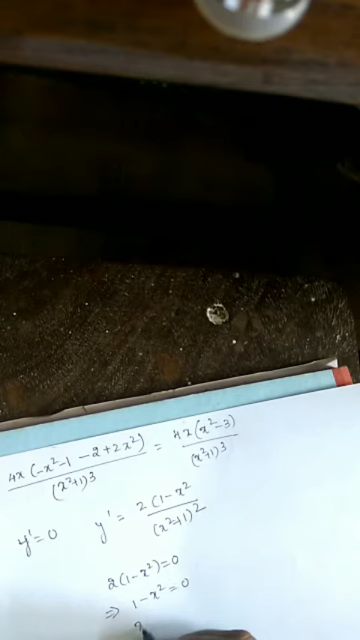 4x(-x²-1-2+2x²)/(x²+1)³ = 4x(x²-3)/(x²+1)³
y'=0 y' = 2(1-x²/(x²+1)²
2(1-x²)=0
⇒ 1-x²=0